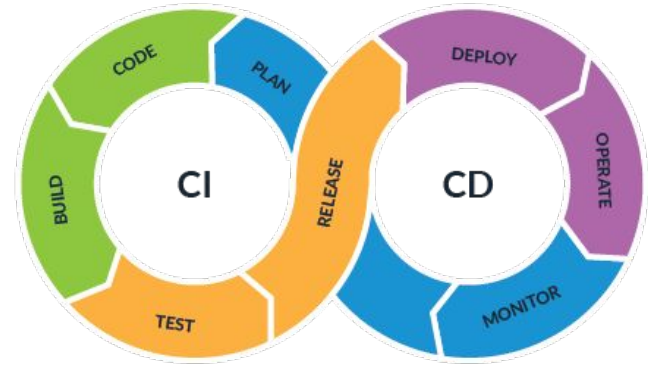 CODE
PLAN
DEPLOY
BUILD
CI
RELEASE
CD
OPERATE
TEST
MONITOR